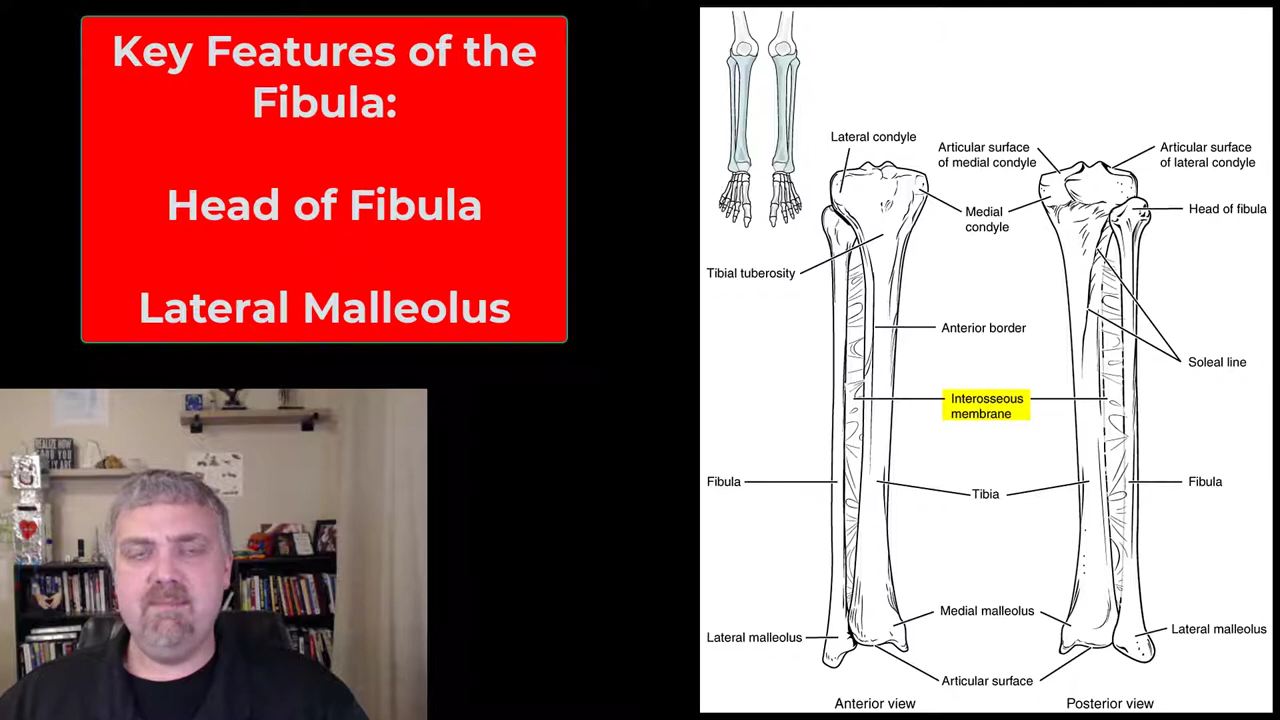 Key Features of the
Fibula:
Head of Fibula
Lateral Malleolus
Lateral condyle
Articular surface
of medial condyle
Articular surface
of lateral condyle
Medial
condyle
Head of fibula
Tibial tuberosity
Anterior border
Soleal line
Interosseous
membrane
Fibula
Tibia
Fibula
Medial malleolus
Lateral malleolus
Lateral malleolus
Articular surface
Anterior view
Posterior view